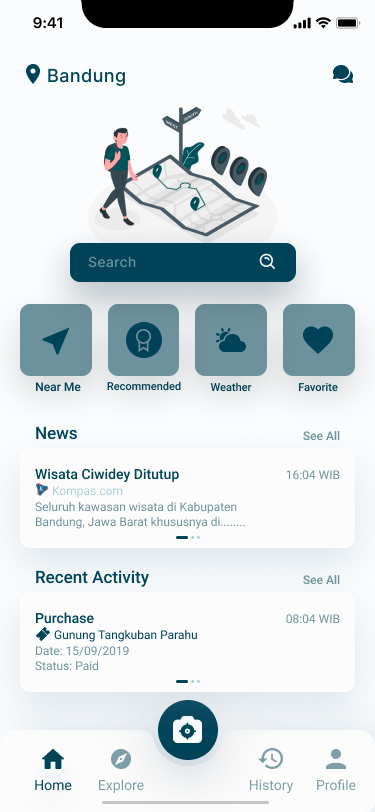 9:41
Bandung
Search
Near Me
Recommended
Weather
Favorite
News
See All
Wisata Ciwidey Ditutup
16:04 WIB
Kompas.com
Seluruh kawasan wisata di Kabupaten
Bandung, Jawa Barat khususnya di........
Recent Activity
See All
Purchase
08:04 WIB
Gunung Tangkuban Parahu
Date: 15/09/2019
Status: Paid
Home
Explore
History
Profile